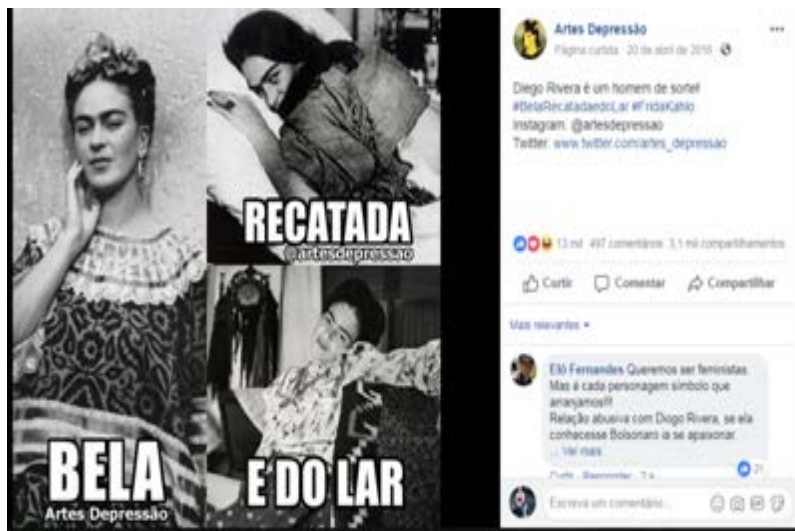 BELA
Artes Depressão
RECATADA
@artesdepressao
E DO LAR
Artes Depressão
Página curtida · 20 de abril de 2016
Diego Rivera é um homem de sorte!
#BelaRecatadaedoLar #FridaKahlo
Instagram: @artesdepressao
Twitter: www.twitter.com/artes_depressao
13 mil 497 comentários 3,1 mil compartilhamentos
Curtir Comentar Compartilhar
Mais relevantes
Elô Fernandes Queremos ser feministas.
Mas é cada personagem símbolo que
arranjamos!!!
Relação abusiva com Diogo Rivera, se ela
conhecesse Bolsonaro ia se apaixonar.
... Ver mais
21
Curtir · Responder ·
Escreva um comentário...